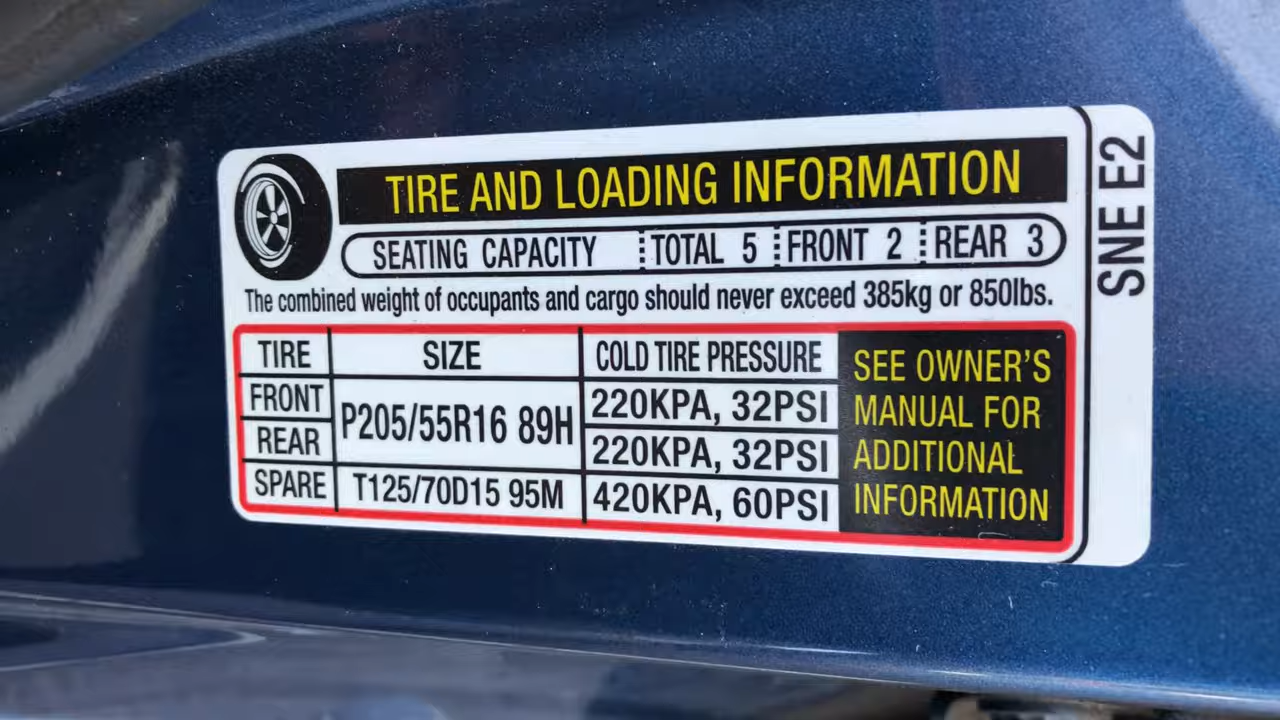 TIRE AND LOADING INFORMATION
SEATING CAPACITY TOTAL 5 FRONT 2 REAR 3
The combined weight of occupants and cargo should never exceed 385kg or 850lbs.
TIRE SIZE COLD TIRE PRESSURE
FRONT P205/55R16 89H 220KPA, 32PSI
REAR 220KPA, 32PSI
SPARE T125/70D15 95M 420KPA, 60PSI
SEE OWNER'S
MANUAL FOR
ADDITIONAL
INFORMATION
SNE E2